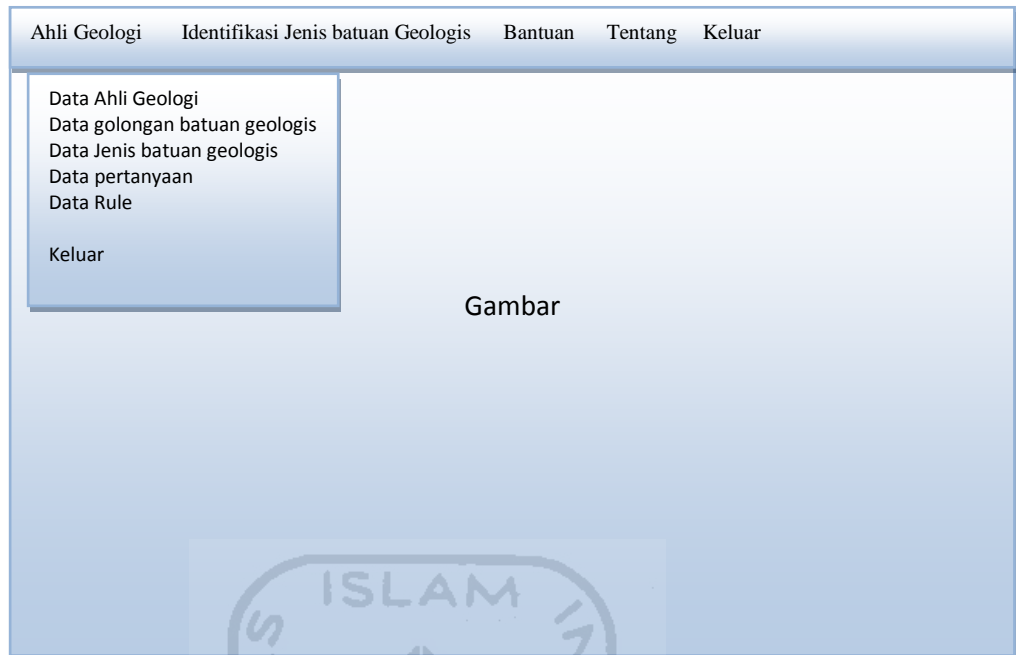 Ahli Geologi Identifikasi Jenis batuan Geologis Bantuan Tentang Keluar
Data Ahli Geologi
Data golongan batuan geologis
Data Jenis batuan geologis
Data pertanyaan
Data Rule
Keluar
Gambar
ISLAM